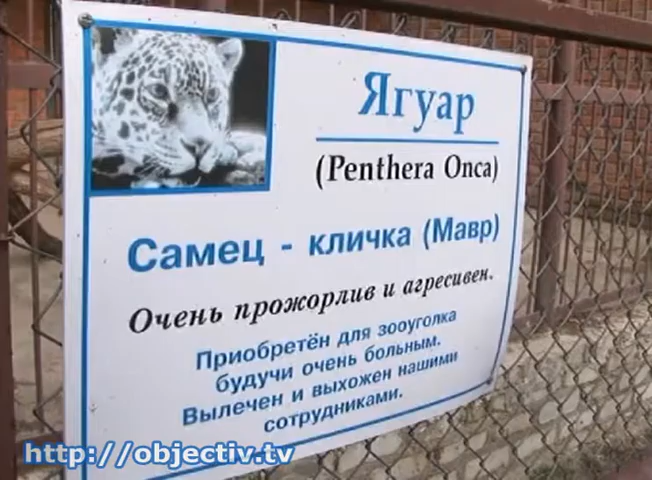 Ягуар
(Penthera Onca)
Самец - кличка (Мавр)
Очень прожорлив и агресивен.
Приобретён для зооуголка
будучи очень больным.
Вылечен и выхожен нашими
сотрудниками.
http://objectiv.tv